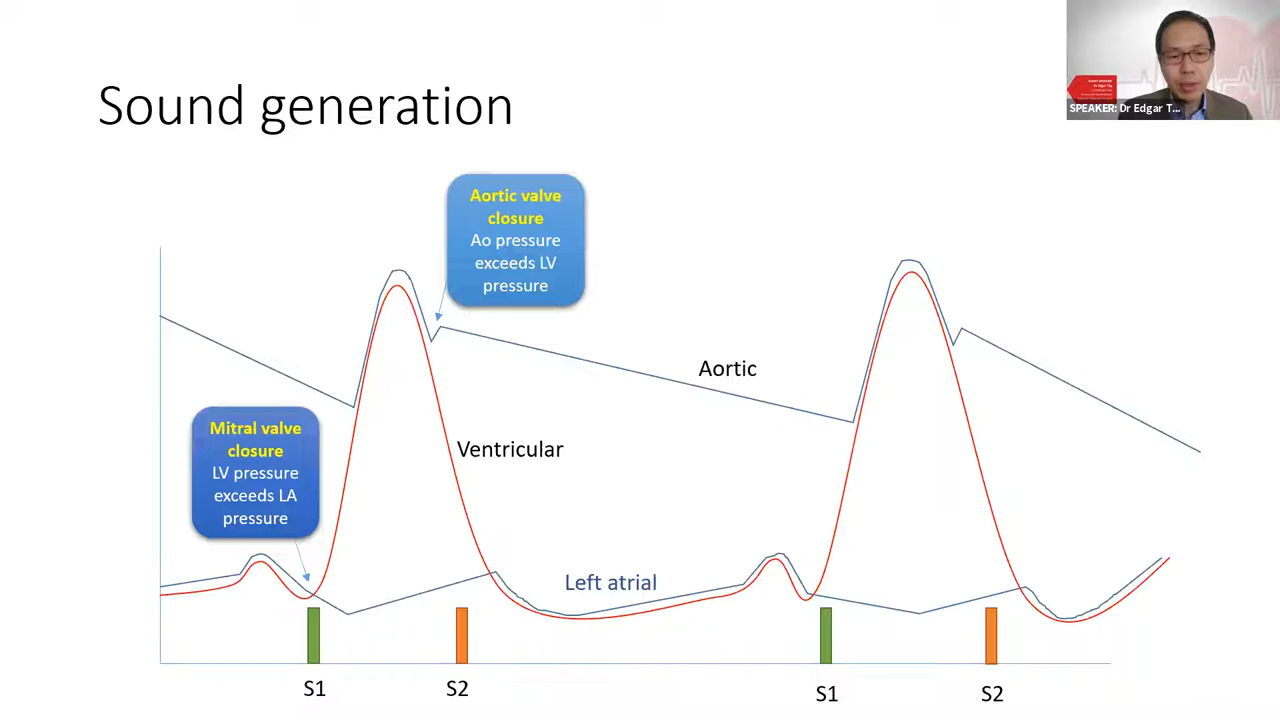 Sound generation
SPEAKER: Dr Edgar T...
Aortic valve
closure
Ao pressure
exceeds LV
pressure
Aortic
Mitral valve
closure
LV pressure
exceeds LA
pressure
Ventricular
Left atrial
S1
S2
S1
S2